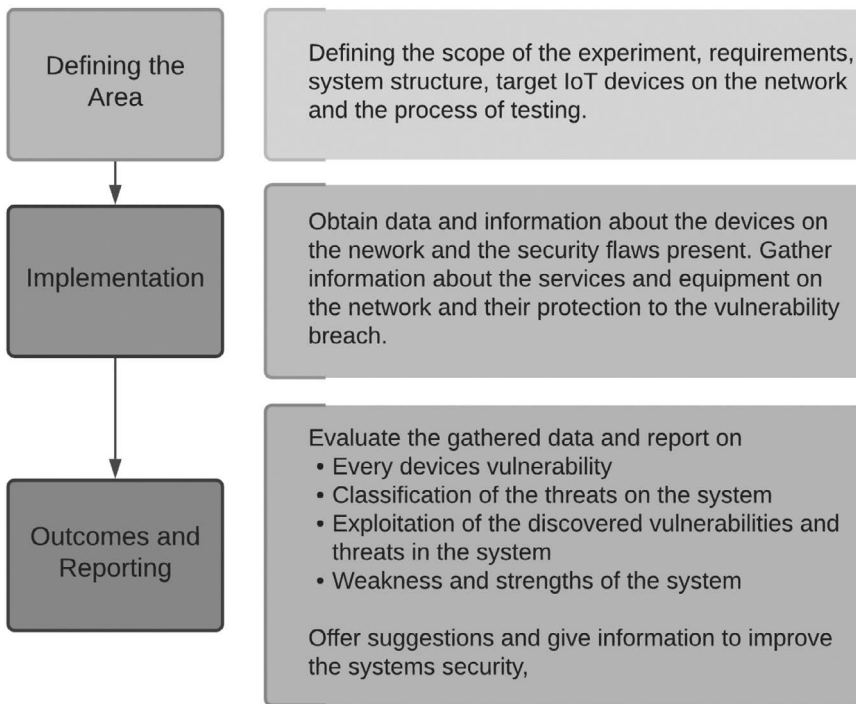 Defining the
Area
Defining the scope of the experiment, requirements,
system structure, target IoT devices on the network
and the process of testing.
Implementation
Obtain data and information about the devices on
the nework and the security flaws present. Gather
information about the services and equipment on
the network and their protection to the vulnerability
breach.
Outcomes and
Reporting
Evaluate the gathered data and report on
• Every devices vulnerability
• Classification of the threats on the system
• Exploitation of the discovered vulnerabilities and
threats in the system
• Weakness and strengths of the system
Offer suggestions and give information to improve
the systems security,